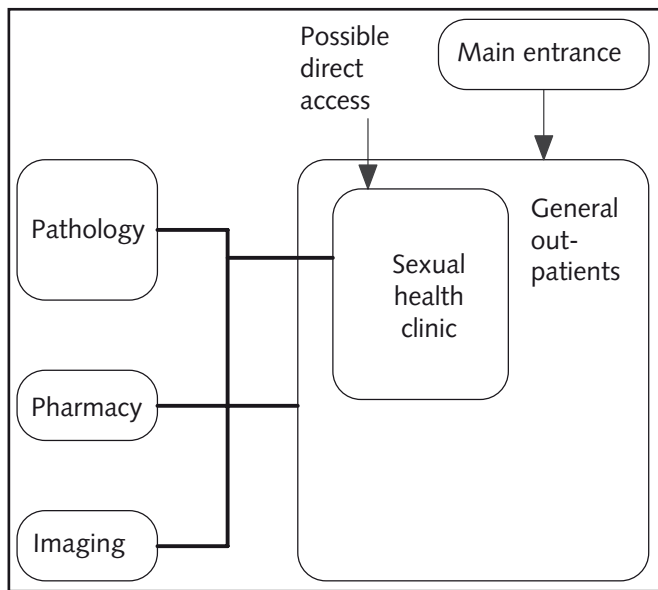 Possible
direct
access
Main entrance
Pathology
General
out-
patients
Sexual
health
clinic
Pharmacy
Imaging